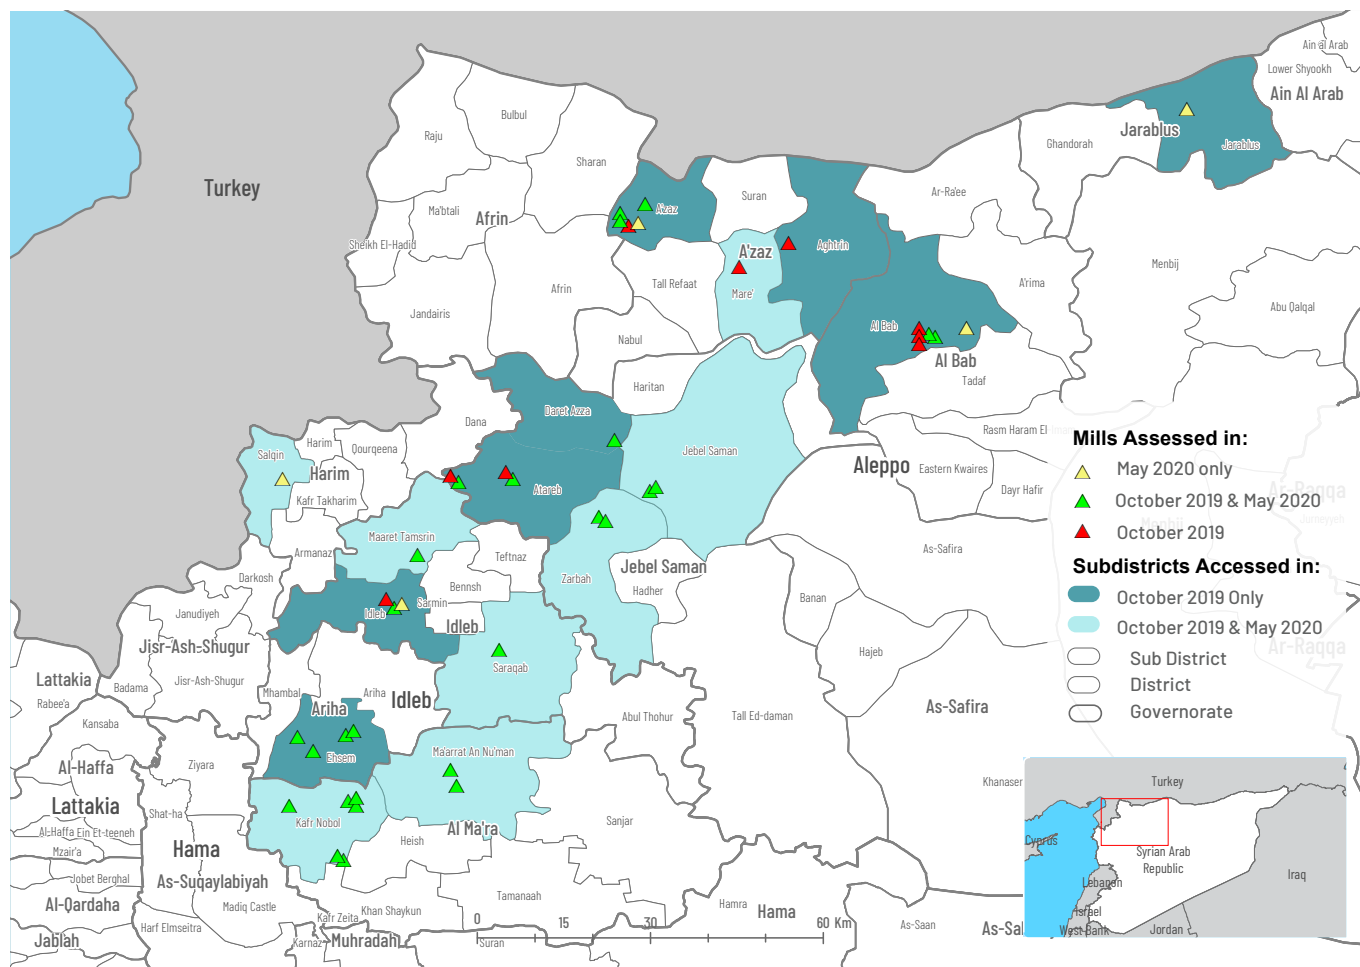 Ain al Arab
Lower Shyookh
Ain Al Arab
Bulbul
Raju
Sharan
Jarablus
Ghandorah
Jarablus
Turkey
Ar-Ra'ee
Suran
A'zaz
Ma'btali
Afrin
Sheikh El-Hadid
Aghtrin
A'zaz
Menbij
Tall Refaat
Mare'
A'rima
Afrin
Abu Qalqal
Jandairis
Al Bab
Nabul
Al Bab
Tadaf
Haritan
Daret Azza
Dana
Rasm Haram El
Harim
Qourqeena
Jebel Saman
Salqin
Harim
Aleppo
Eastern Kwaires
Dayr Hafir
Kafr Takharim
Atareb
Mills Assessed in:
May 2020 only
October 2019 & May 2020
October 2019
Ar-Raqqa
Menbij
Maaret Tamsrin
Armanaz
Teftnaz
As-Safira
Jebel Saman
Zarbah
Hadher
Darkosh
Bennsh
Banan
Subdistricts Accessed in:
October 2019 Only
October 2019 & May 2020
Ar-Raqqa
Sub District
District
Governorate
Janudiyeh
Idleb
Sarmin
Idleb
Jisr-Ash-Shugur
Hajeb
Saraqab
Lattakia
Rabee'a
Badama
Jisr-Ash-Shugur
Mhambal
Ariha
Idleb
Ariha
As-Safira
Kansaba
Abul Thohur
Tall Ed-daman
Al-Haffa
Ziyara
Ehsem
Ma'arrat An Nu'man
Khanaser
Turkey
Lattakia
Shat-ha
Kafr Nobol
Al Ma'ra
Sanjar
Al-Haffa
Ein Et-teeneh
Mzair'a
Hama
Heish
Cyprus
Syrian Arab
Republic
Iraq
Jobet Berghal
As-Suqaylabiyah
Lebanon
Tamanaah
Al-Qardaha
Madiq Castle
Khan Shaykun
Kafr Zeita
Hamra
Hama
Israel
West Bank
Jordan
0 15 30 60 Km
Harf Elmseitra
As-Saan
Jablah
Karnaz
Muhradah
Suran